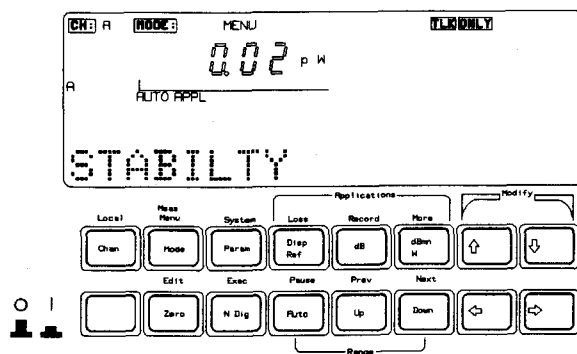 CH: A MODE: MENU TLK ONLY
0.02 pW
A
AUTO APPL
STABILTY
Applications
Modify
Local Meas Menu System Loss Record More
Chan Mode Param Disp Ref dB dBm W ⇧ ⇩
Edit Exec Pause Prev Next
Zero N Dig Auto Up Down ⇦ ⇨
Range
O I